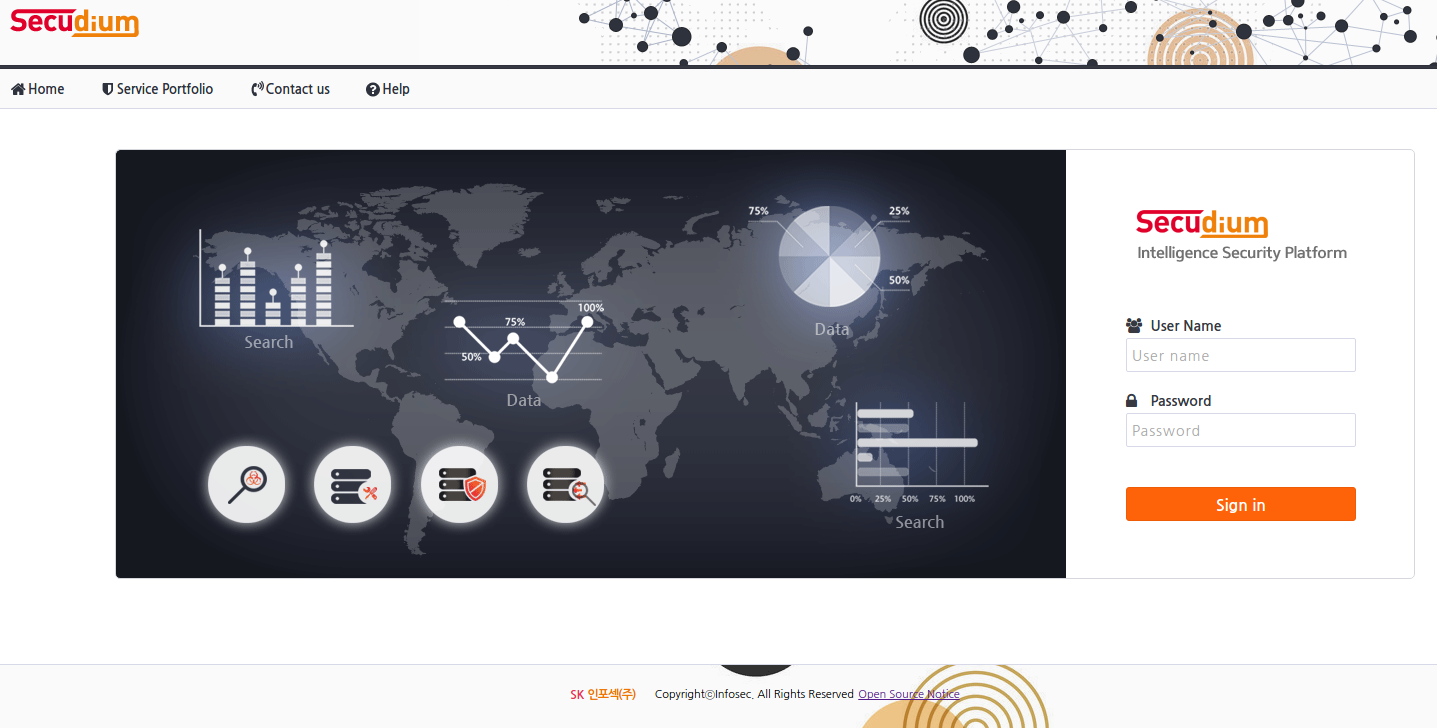 Secudium
Home Service Portfolio Contact us Help
75% 25%
50%
Data
Search
100%
75%
50%
Data
0% 25% 50% 75% 100%
Search
Secudium
Intelligence Security Platform
User Name
User name
Password
Password
Sign in
SK 인포섹(주) CopyrightⓒInfosec, All Rights Reserved Open Source Notice